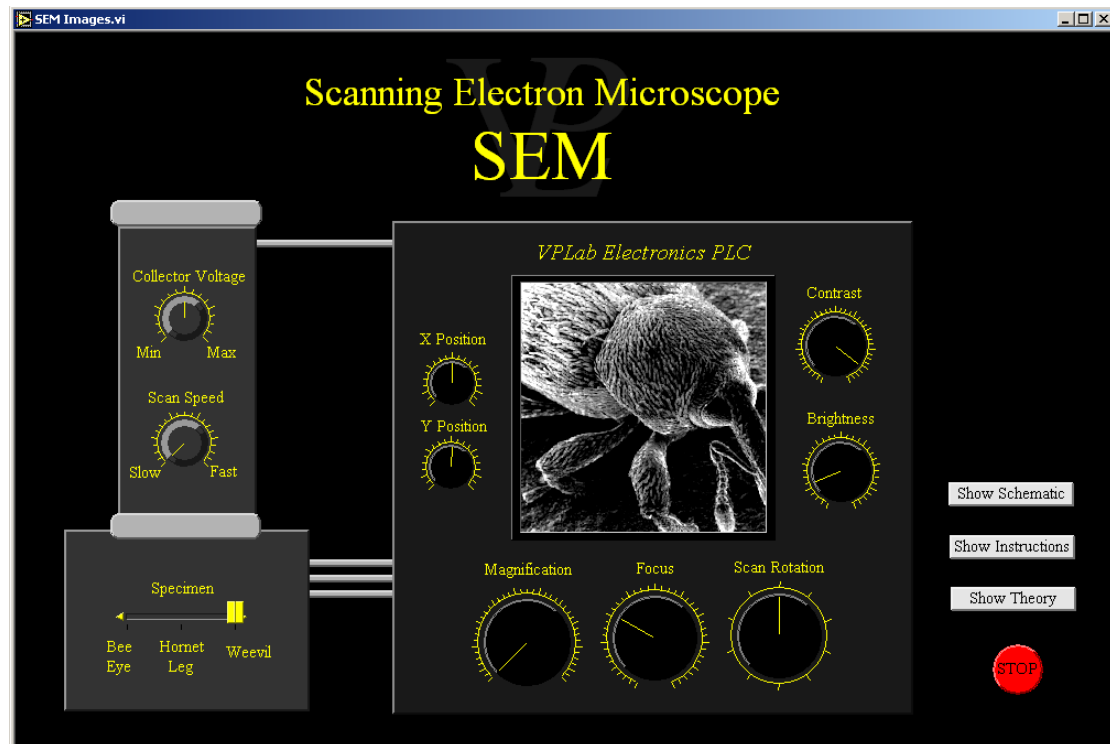 SEM Images.vi
Scanning Electron Microscope
SEM
VPL
VPLab Electronics PLC
Collector Voltage
Min Max
Scan Speed
Slow Fast
X Position
Y Position
Contrast
Brightness
Magnification
Focus
Scan Rotation
Specimen
Bee
Eye
Hornet
Leg
Weevil
Show Schematic
Show Instructions
Show Theory
STOP